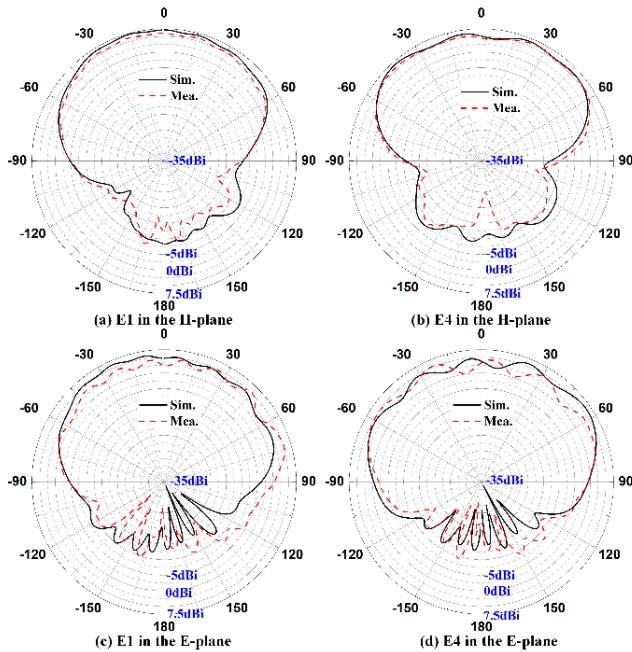 0 0
-30 30 -30 30
-60 Sim. 60 -60 Sim. 60
Mea. Mea.
-90 -35dBi 90 -90 -35dBi 90
-120 120 -120 120
-5dBi -5dBi
-150 0dBi 150 -150 0dBi 150
7.5dBi 7.5dBi
180 180
(a) E1 in the H-plane (b) E4 in the H-plane
0 0
-30 30 -30 30
-60 Sim. 60 -60 Sim. 60
Mea. Mea.
-90 -35dBi 90 -90 -35dBi 90
-120 120 -120 120
-5dBi -5dBi
-150 0dBi 150 -150 0dBi 150
7.5dBi 7.5dBi
180 180
(c) E1 in the E-plane (d) E4 in the E-plane